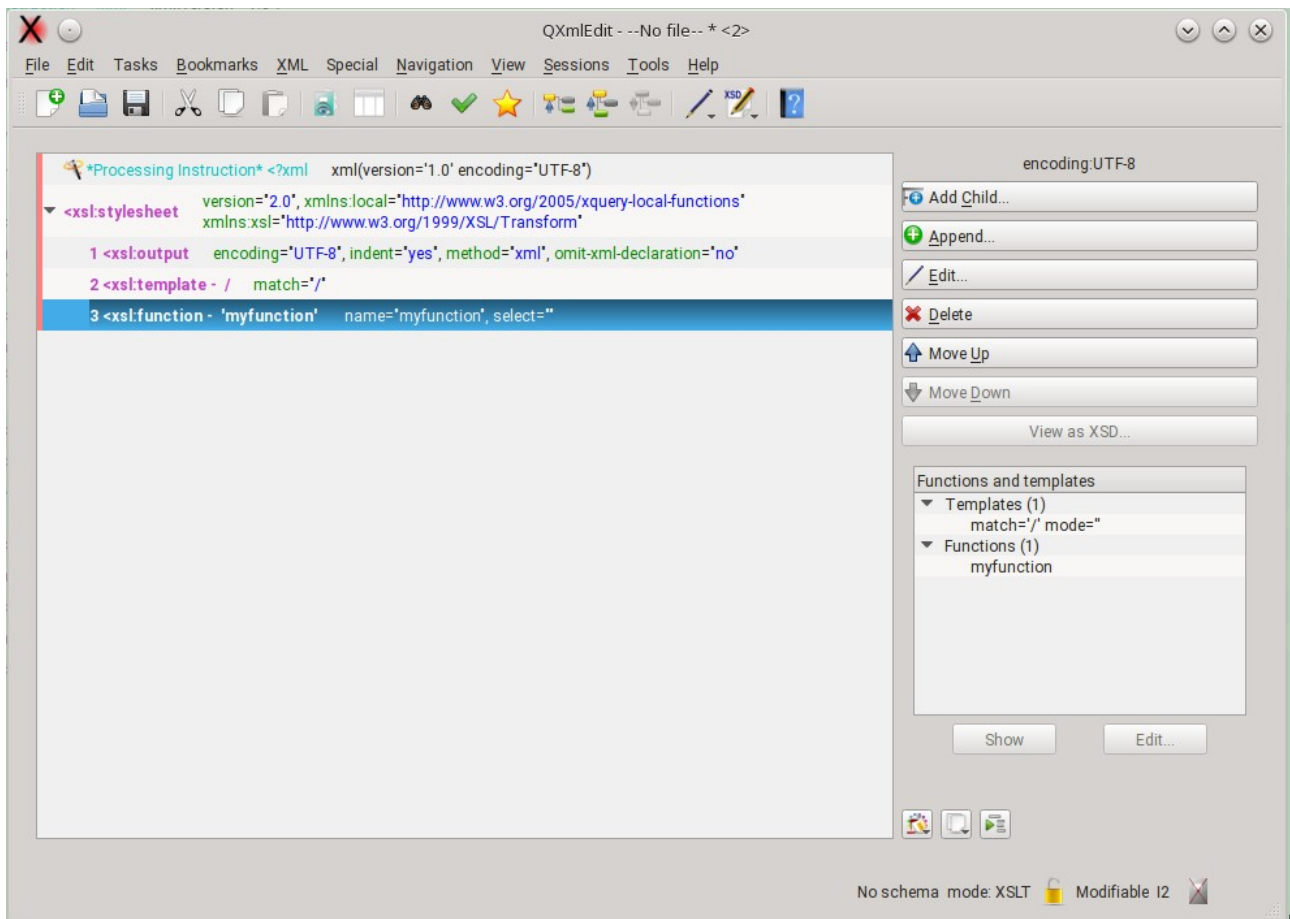 QXmlEdit - --No file-- * <2>
File Edit Tasks Bookmarks XML Special Navigation View Sessions Tools Help
XSD
*Processing Instruction* <?xml xml(version='1.0' encoding="UTF-8")
<xsl:stylesheet version="2.0", xmlns:local="http://www.w3.org/2005/xquery-local-functions"
xmlns:xsl="http://www.w3.org/1999/XSL/Transform"
1 <xsl:output encoding="UTF-8", indent="yes", method="xml", omit-xml-declaration="no"
2 <xsl:template - / match="/"
3 <xsl:function - 'myfunction' name="myfunction", select=""
encoding:UTF-8
Add Child...
Append...
Edit...
Delete
Move Up
Move Down
View as XSD...
Functions and templates
Templates (1)
match='/' mode=''
Functions (1)
myfunction
Show Edit...
No schema mode: XSLT Modifiable I2